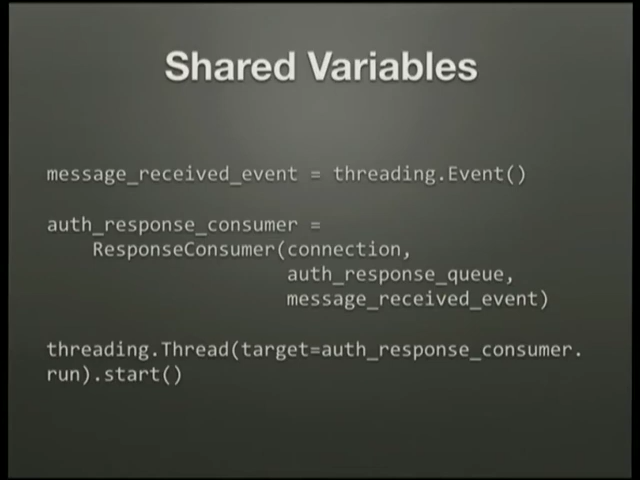 Shared Variables
message_received_event = threading.Event()
auth_response_consumer =
ResponseConsumer(connection,
auth_response_queue,
message_received_event)
threading.Thread(target=auth_response_consumer.
run).start()